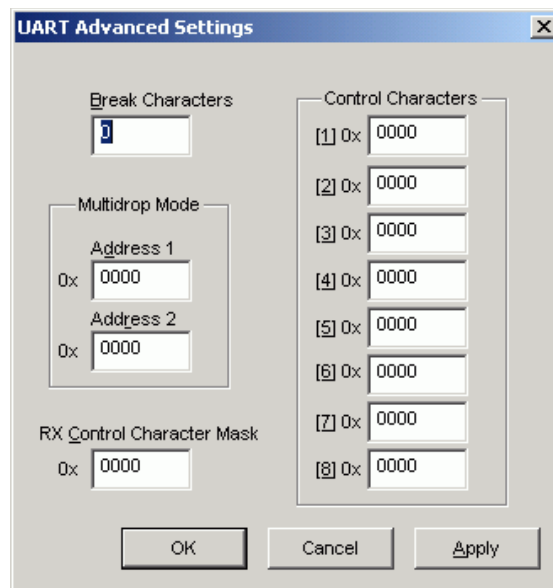 UART Advanced Settings
Break Characters
0
Multidrop Mode
Address 1
0x 0000
Address 2
0x 0000
RX Control Character Mask
0x 0000
Control Characters
[1] 0x 0000
[2] 0x 0000
[3] 0x 0000
[4] 0x 0000
[5] 0x 0000
[6] 0x 0000
[7] 0x 0000
[8] 0x 0000
OK Cancel Apply